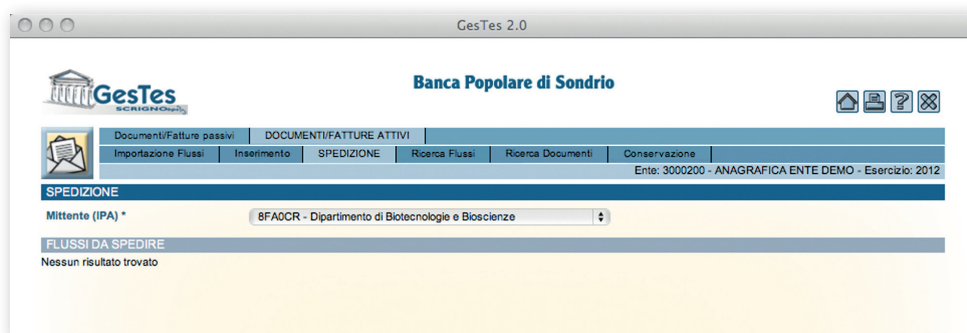 GesTes 2.0
GesTes
SCRIGNO
Banca Popolare di Sondrio
Documenti/Fatture passivi DOCUMENTI/FATTURE ATTIVI
Importazione Flussi Inserimento SPEDIZIONE Ricerca Flussi Ricerca Documenti Conservazione
Ente: 3000200 - ANAGRAFICA ENTE DEMO - Esercizio: 2012
SPEDIZIONE
Mittente (IPA) * 8FA0CR - Dipartimento di Biotecnologie e Bioscienze
FLUSSI DA SPEDIRE
Nessun risultato trovato